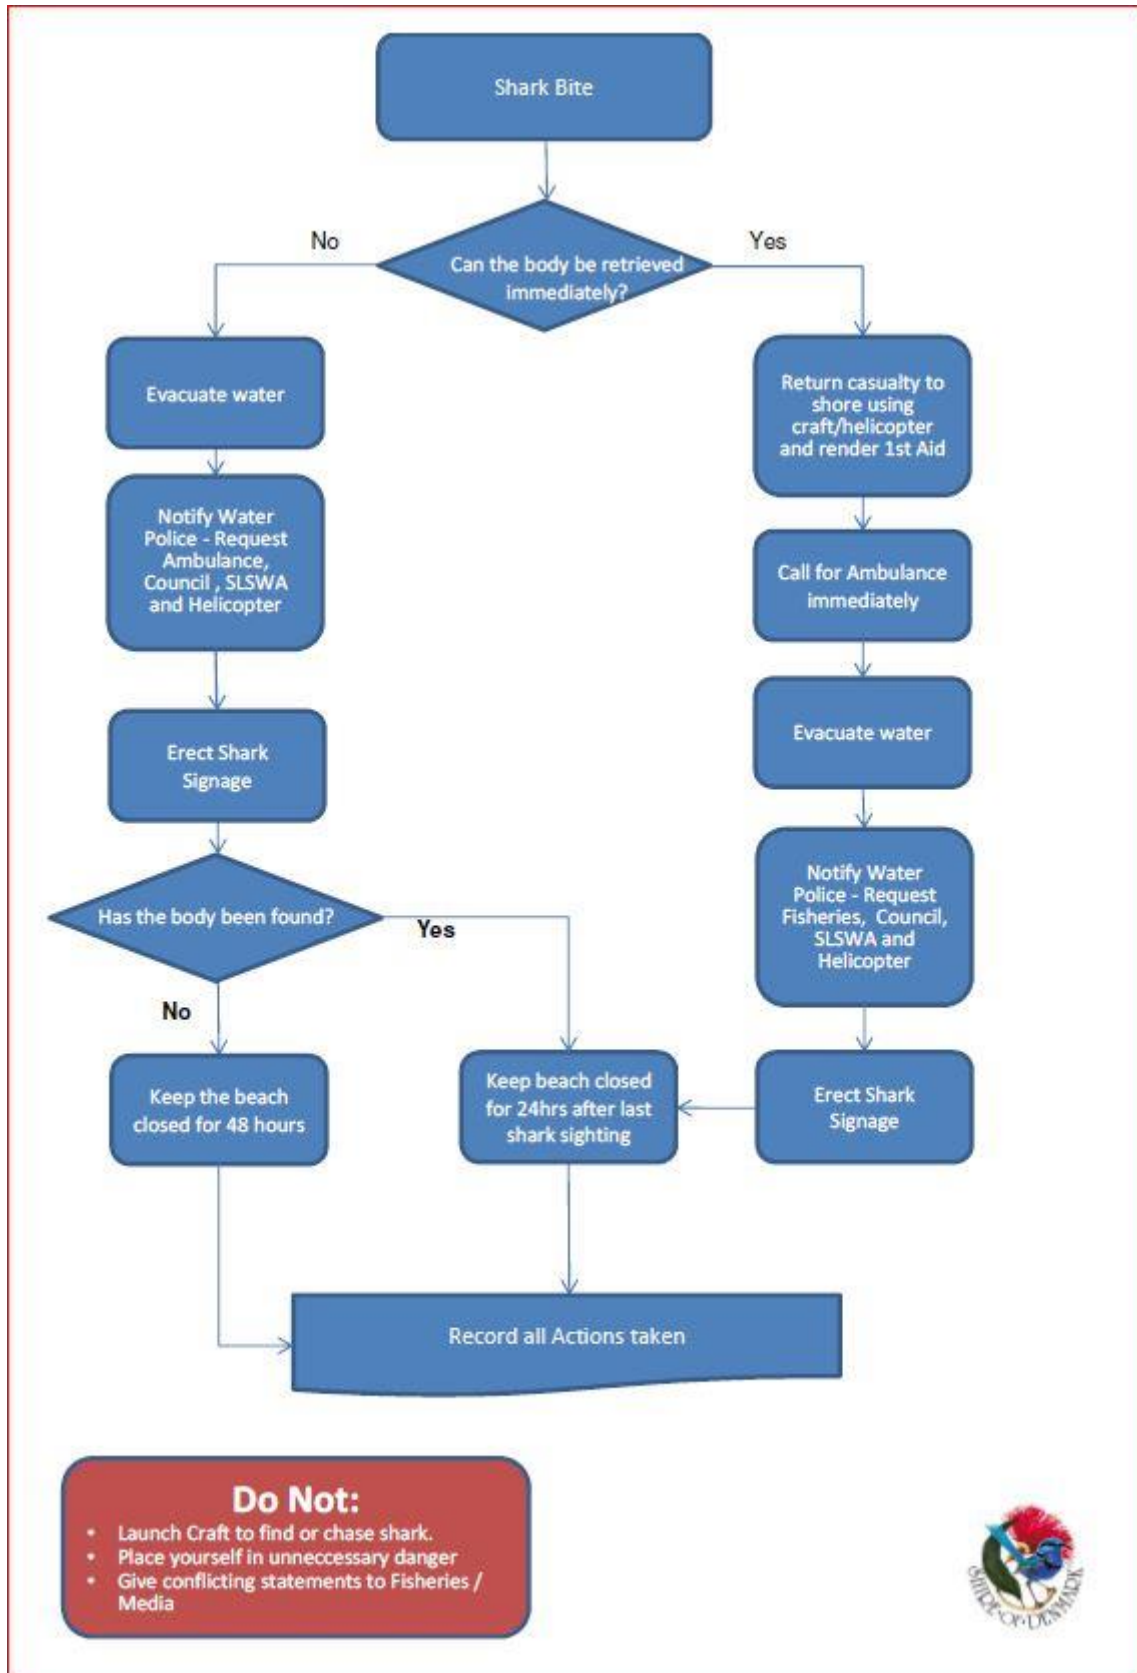 Shark Bite
No
Yes
Can the body be retrieved
immediately?
Evacuate water
Return casualty to
shore using
craft/helicopter
and render 1st Aid
Notify Water
Police - Request
Ambulance,
Council , SLSWA
and Helicopter
Call for Ambulance
immediately
Evacuate water
Erect Shark
Signage
Notify Water
Police - Request
Fisheries, Council,
SLSWA and
Helicopter
Has the body been found?
Yes
No
Keep the beach
closed for 48 hours
Keep beach closed
for 24hrs after last
shark sighting
Erect Shark
Signage
Record all Actions taken
Do Not:
• Launch Craft to find or chase shark.
• Place yourself in unneccessary danger
• Give conflicting statements to Fisheries /
Media
SHIRE·OF·DENMARK